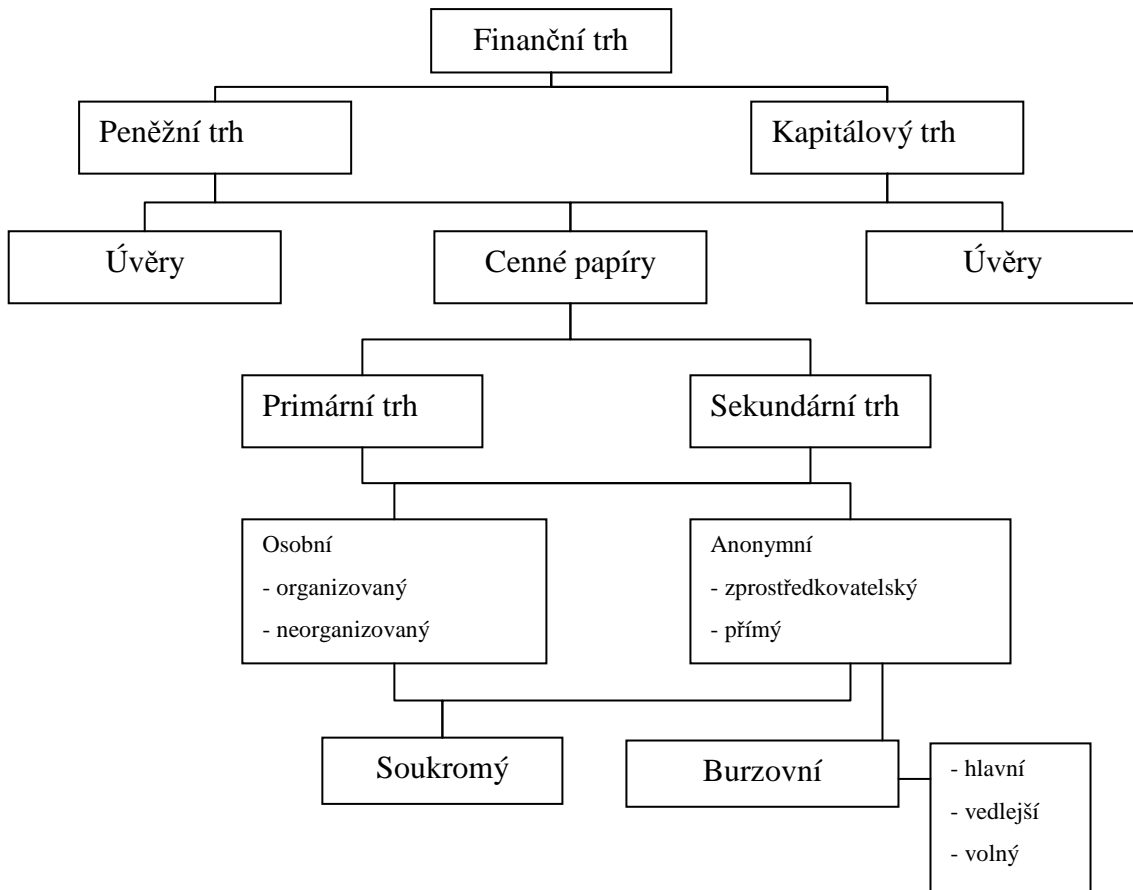 Finanční trh
Peněžní trh
Kapitálový trh
Úvěry
Cenné papíry
Úvěry
Primární trh
Sekundární trh
Osobní
- organizovaný
- neorganizovaný
Anonymní
- zprostředkovatelský
- přímý
Soukromý
Burzovní
- hlavní
- vedlejší
- volný